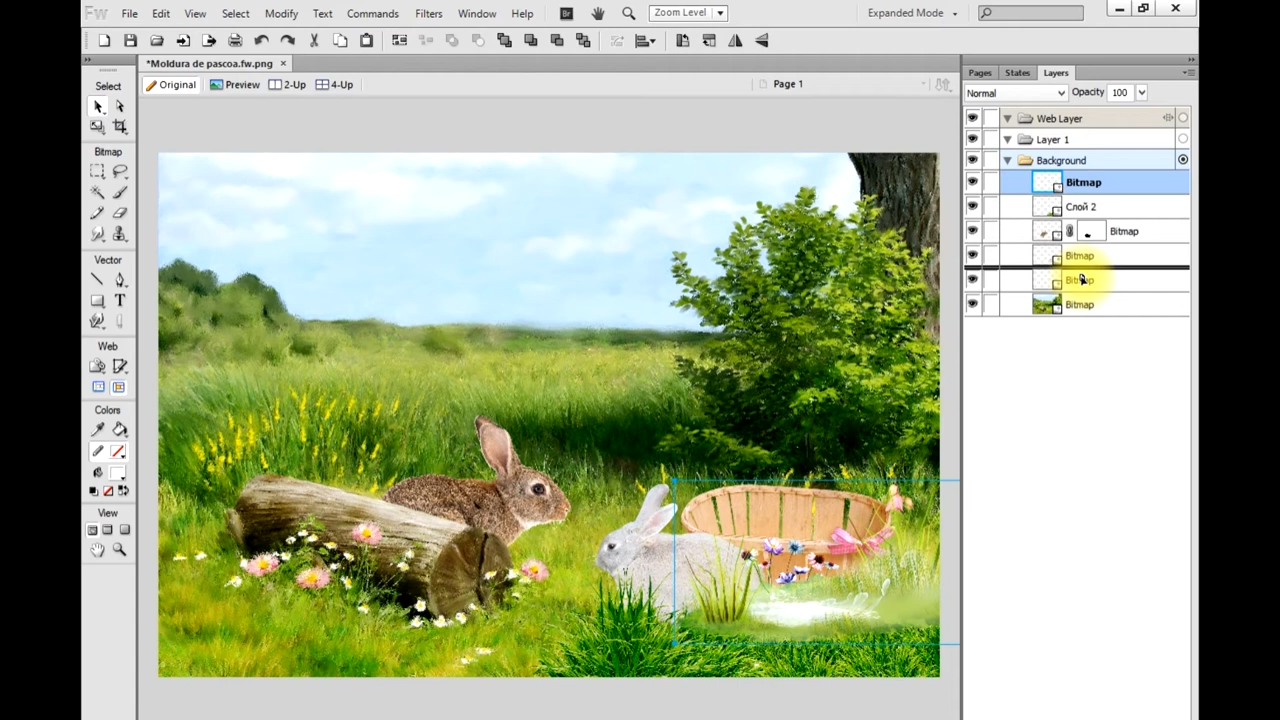 Fw File Edit View Select Modify Text Commands Filters Window Help Br Zoom Level Expanded Mode
*Moldura de pascoa.fw.png
Original Preview 2-Up 4-Up Page 1
Select
Bitmap
Vector
T
Web
Colors
View
Pages States Layers
Normal Opacity 100
Web Layer
Layer 1
Background
Bitmap
Слой 2
Bitmap
Bitmap
Bitmap
Bitmap